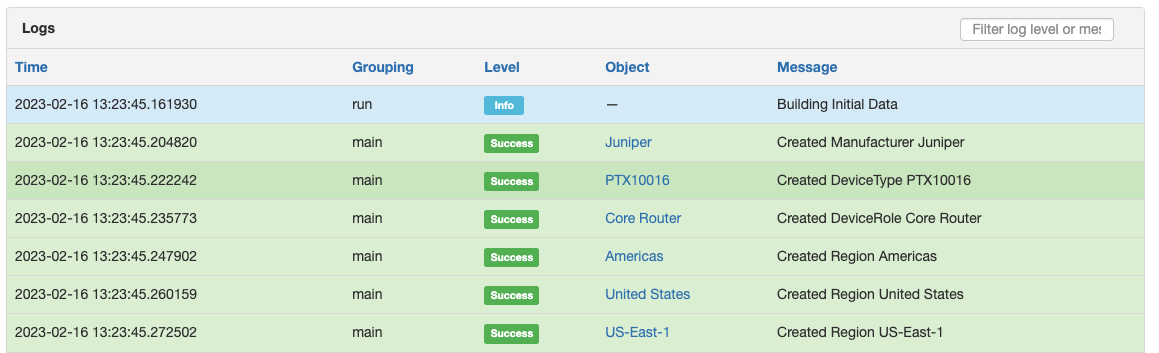 Logs Filter log level or mes
Time Grouping Level Object Message
2023-02-16 13:23:45.161930 run Info — Building Initial Data
2023-02-16 13:23:45.204820 main Success Juniper Created Manufacturer Juniper
2023-02-16 13:23:45.222242 main Success PTX10016 Created DeviceType PTX10016
2023-02-16 13:23:45.235773 main Success Core Router Created DeviceRole Core Router
2023-02-16 13:23:45.247902 main Success Americas Created Region Americas
2023-02-16 13:23:45.260159 main Success United States Created Region United States
2023-02-16 13:23:45.272502 main Success US-East-1 Created Region US-East-1